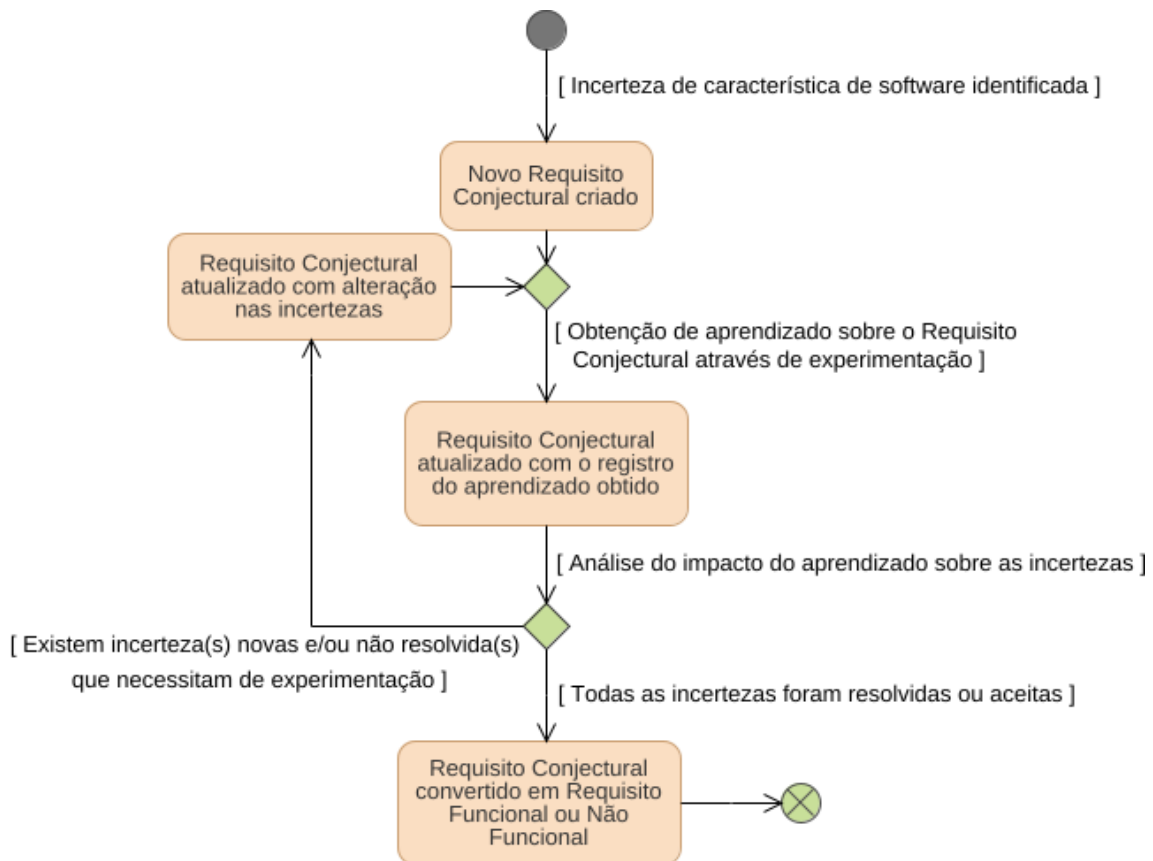 [ Incerteza de característica de software identificada ]
Novo Requisito
Conjectural criado
Requisito Conjectural
atualizado com alteração
nas incertezas
[ Obtenção de aprendizado sobre o Requisito
Conjectural através de experimentação ]
Requisito Conjectural
atualizado com o registro
do aprendizado obtido
[ Análise do impacto do aprendizado sobre as incertezas ]
[ Existem incerteza(s) novas e/ou não resolvida(s)
que necessitam de experimentação ]
[ Todas as incertezas foram resolvidas ou aceitas ]
Requisito Conjectural
convertido em Requisito
Funcional ou Não
Funcional